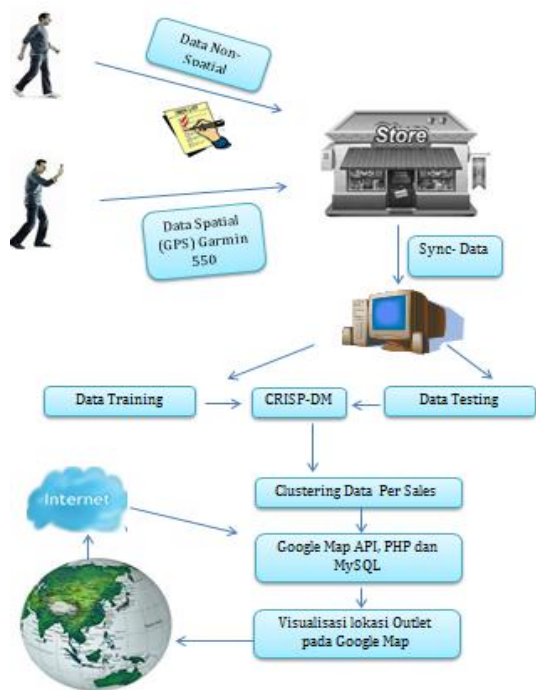 Data Non-
Spatial
Store
Data Spatial
(GPS) Garmin
550
Sync- Data
Data Training
CRISP-DM
Data Testing
Clustering Data Per Sales
Internet
Google Map API, PHP dan
MySQL
Visualisasi lokasi Outlet
pada Google Map